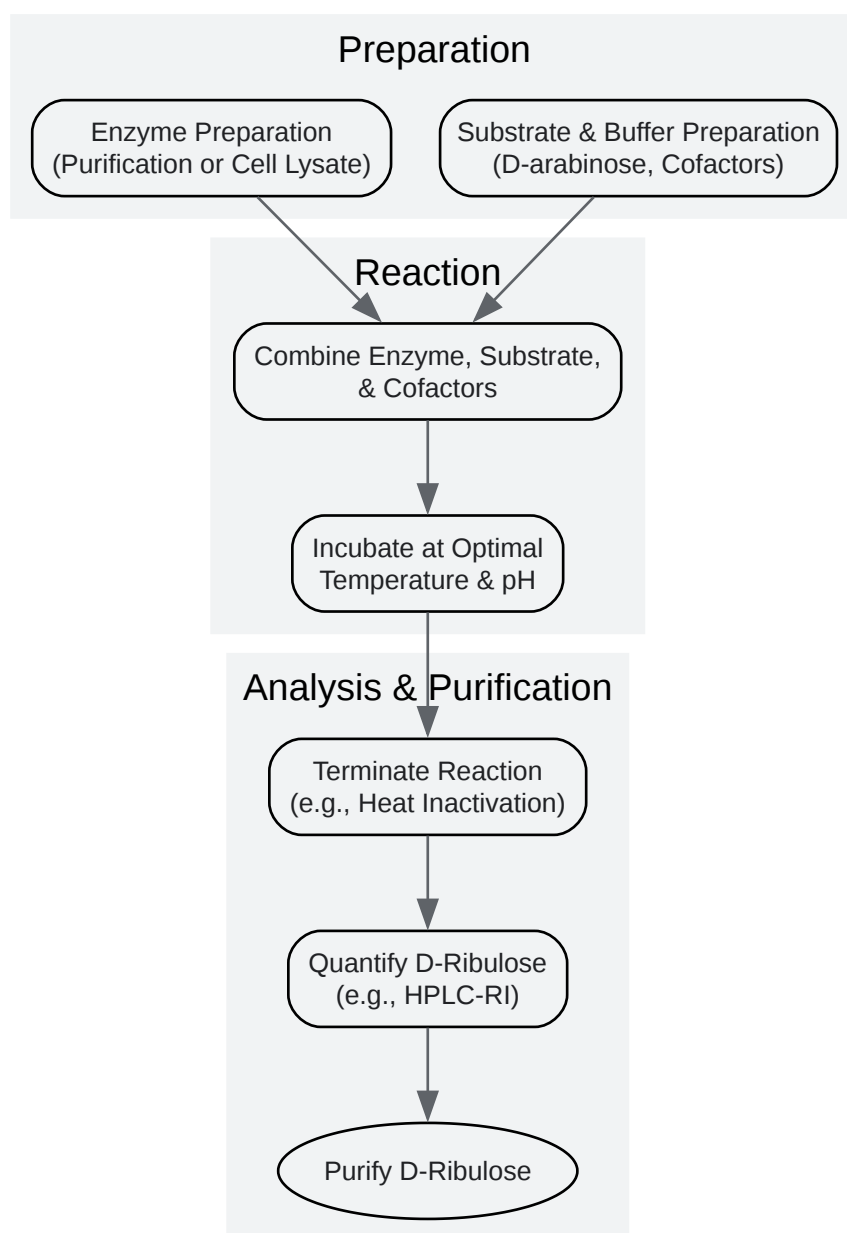 Preparation
Enzyme Preparation
(Purification or Cell Lysate)
Substrate & Buffer Preparation
(D-arabinose, Cofactors)
Reaction
Combine Enzyme, Substrate,
& Cofactors
Incubate at Optimal
Temperature & pH
Analysis & Purification
Terminate Reaction
(e.g., Heat Inactivation)
Quantify D-Ribulose
(e.g., HPLC-RI)
Purify D-Ribulose